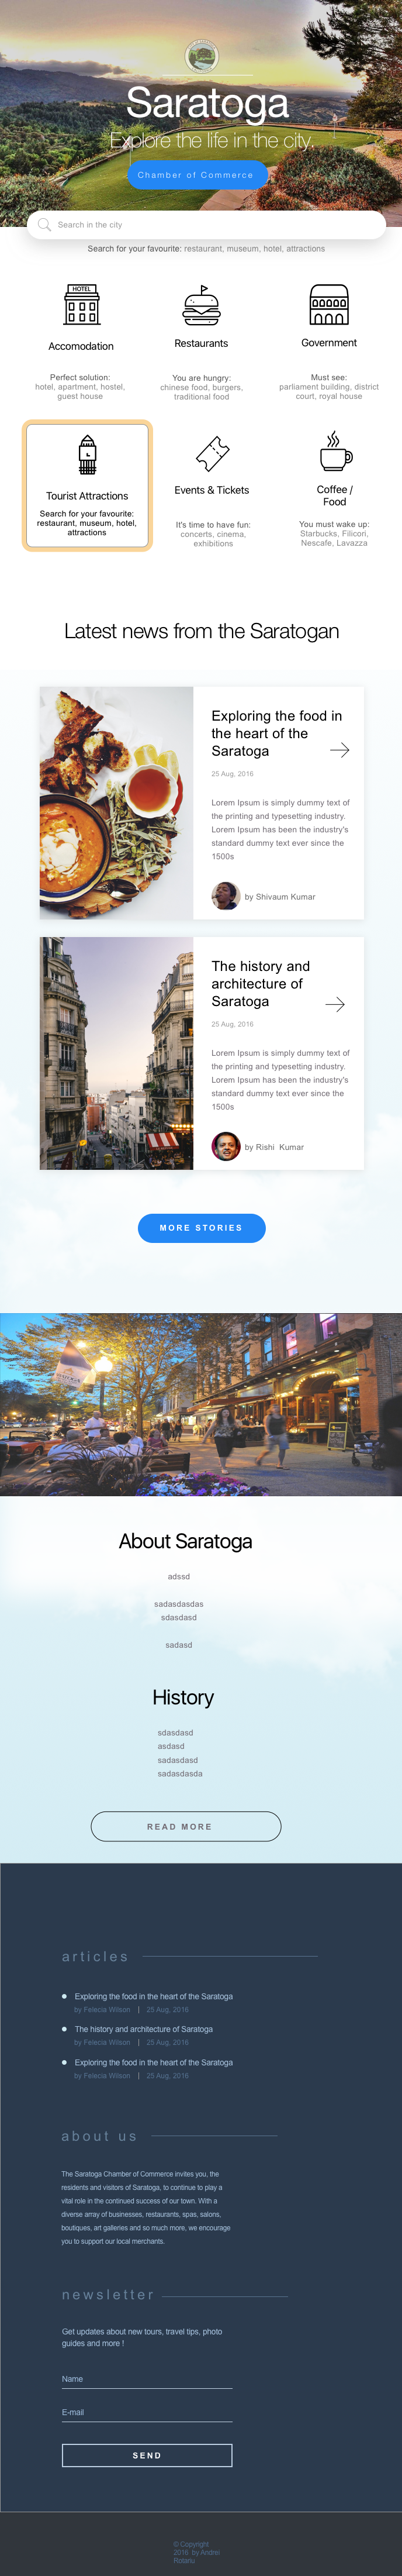 Saratoga
Explore the life in the city.
Chamber of Commerce
Search in the city
Search for your favourite: restaurant, museum, hotel, attractions
HOTEL
Accomodation
Perfect solution:
hotel, apartment, hostel,
guest house
Restaurants
You are hungry:
chinese food, burgers,
traditional food
Government
Must see:
parliament building, district
court, royal house
Tourist Attractions
Search for your favourite:
restaurant, museum, hotel,
attractions
Events & Tickets
It's time to have fun:
concerts, cinema,
exhibitions
Coffee /
Food
You must wake up:
Starbucks, Filicori,
Nescafe, Lavazza
Latest news from the Saratogan
Exploring the food in
the heart of the
Saratoga
25 Aug, 2016
Lorem Ipsum is simply dummy text of
the printing and typesetting industry.
Lorem Ipsum has been the industry's
standard dummy text ever since the
1500s
by Shivaum Kumar
The history and
architecture of
Saratoga
25 Aug, 2016
Lorem Ipsum is simply dummy text of
the printing and typesetting industry.
Lorem Ipsum has been the industry's
standard dummy text ever since the
1500s
by Rishi Kumar
MORE STORIES
About Saratoga
adssd
sadasdasdas
sdasdasd
sadasd
History
sdasdasd
asdasd
sadasdasd
sadasdasda
READ MORE
articles
Exploring the food in the heart of the Saratoga
by Felecia Wilson | 25 Aug, 2016
The history and architecture of Saratoga
by Felecia Wilson | 25 Aug, 2016
Exploring the food in the heart of the Saratoga
by Felecia Wilson | 25 Aug, 2016
about us
The Saratoga Chamber of Commerce invites you, the
residents and visitors of Saratoga, to continue to play a
vital role in the continued success of our town. With a
diverse array of businesses, restaurants, spas, salons,
boutiques, art galleries and so much more, we encourage
you to support our local merchants.
newsletter
Get updates about new tours, travel tips, photo
guides and more !
Name
E-mail
SEND
© Copyright
2016 by Andrei
Rotariu